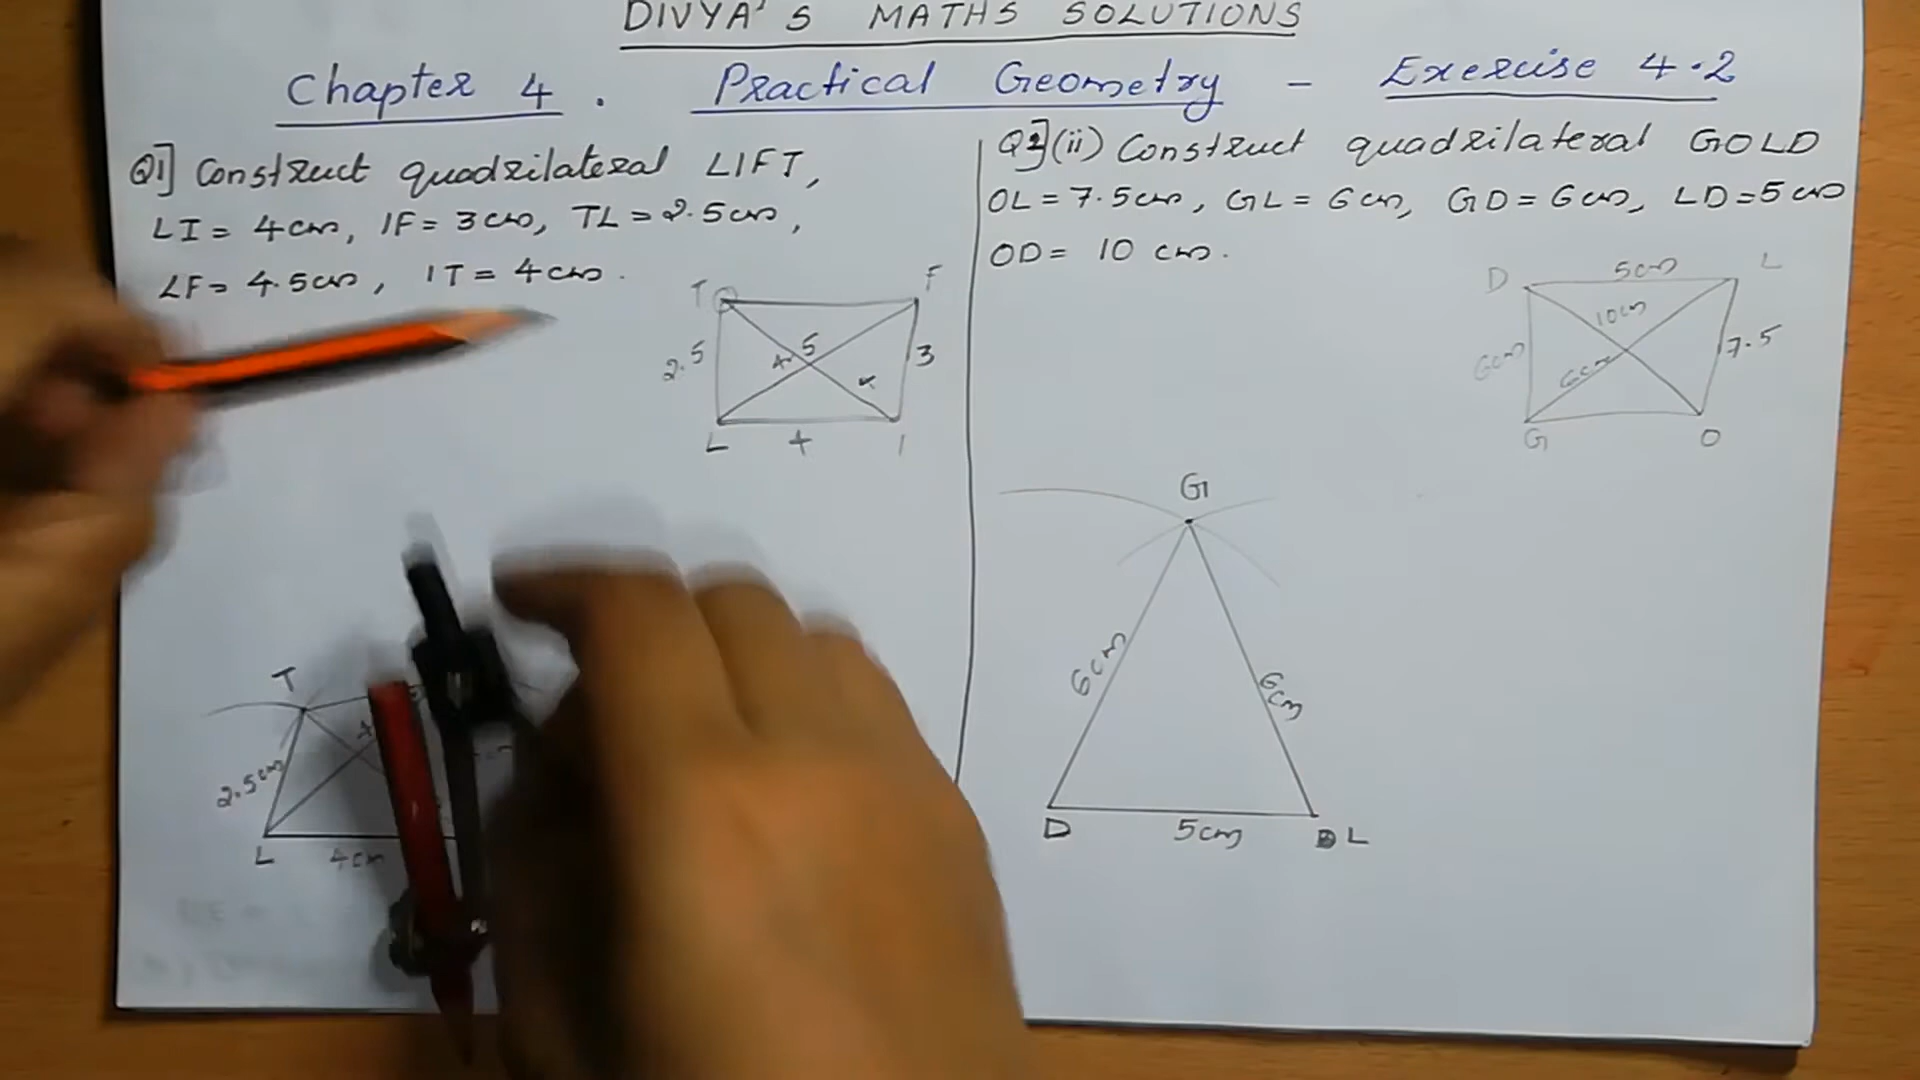 DIVYA'S MATHS SOLUTIONS
Chapter 4. Practical Geometry - Exercise 4.2
Q1] Construct quadrilateral LIFT,
LI = 4cm, IF = 3cm, TL = 2.5cm,
LF = 4.5cm, IT = 4cm.
T F
2.5 4.5 4 3
L 4 I
T
2.5cm
L 4cm
Q2](ii) Construct quadrilateral GOLD
OL = 7.5cm, GL = 6cm, GD = 6cm, LD = 5cm
OD = 10 cm.
D 5cm L
10cm
6cm 6cm 7.5
G O
G
6cm 6cm
D 5cm L